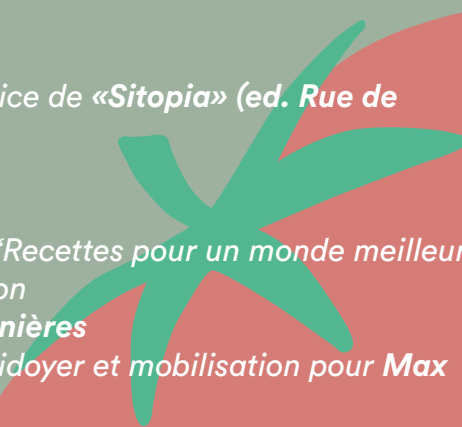 ice de «Sitopia» (ed. Rue de
"Recettes pour un monde meilleur
on
nières
idoyer et mobilisation pour Max